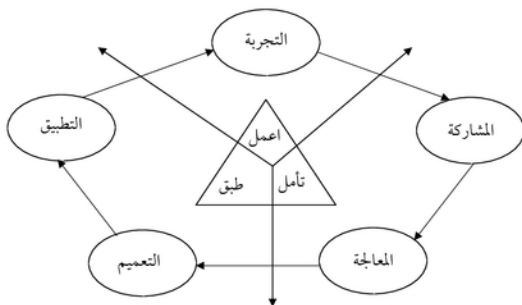 التجربة
المشاركة
التطبيق
اعمل
طبق
تأمل
المعالجة
التعميم